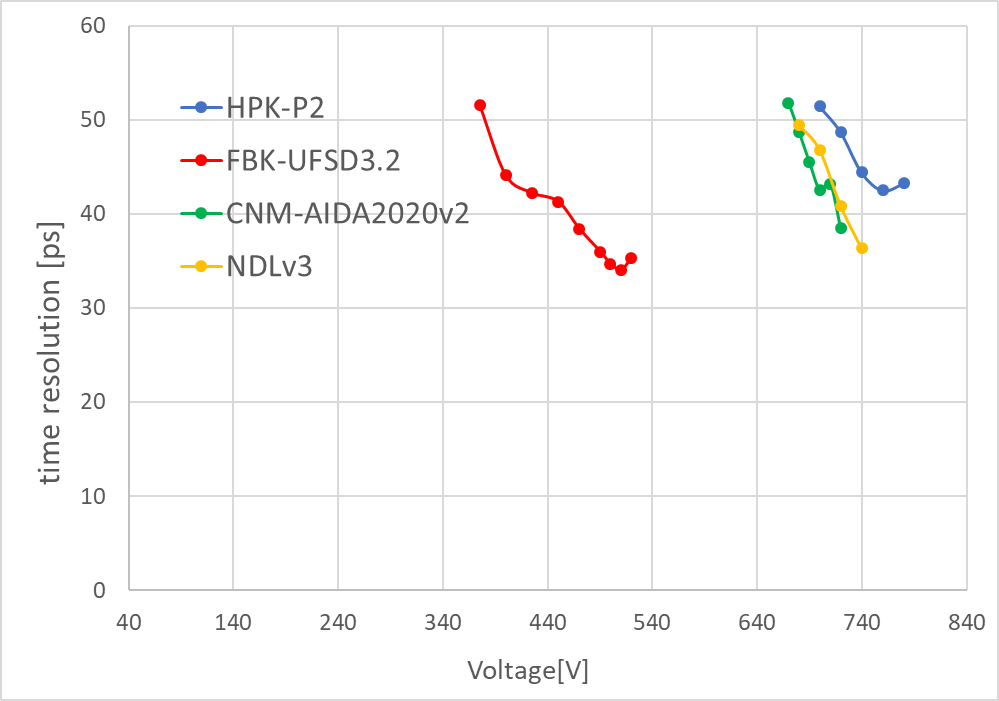 60
50
40
30
20
10
0
time resolution [ps]
HPK-P2
FBK-UFSD3.2
CNM-AIDA2020v2
NDLv3
40 140 240 340 440 540 640 740 840
Voltage[V]